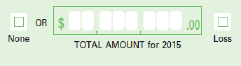 OR $ , , .00
None TOTAL AMOUNT for 2015 Loss